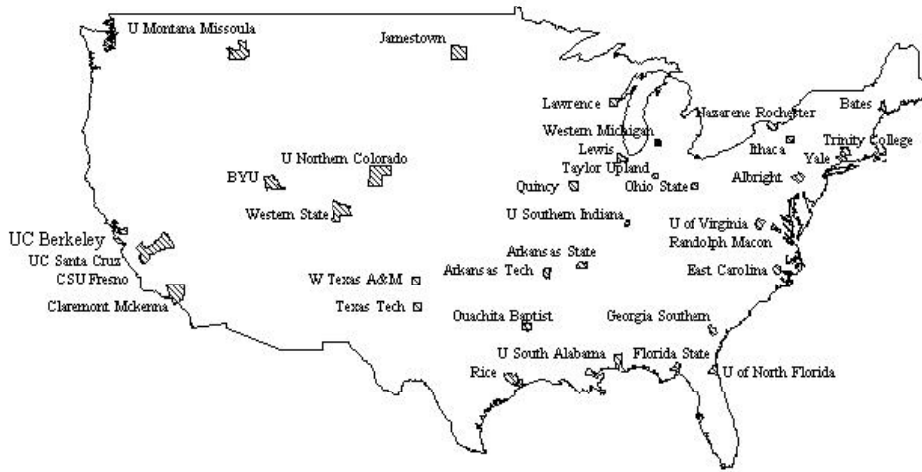 U Montana Missoula
Jamestown
Lawrence
Nazarene Rochester
Bates
Western Michigan
Lewis
Ithaca
Trinity College
Yale
U Northern Colorado
Taylor Upland
BYU
Quincy
Ohio State
Albright
Western State
U Southern Indiana
U of Virginia
UC Berkeley
Randolph Macon
UC Santa Cruz
Arkansas State
CSU Fresno
W Texas A&M
Arkansas Tech
East Carolina
Claremont Mckenna
Texas Tech
Ouachita Baptist
Georgia Southern
U South Alabama
Florida State
Rice
U of North Florida